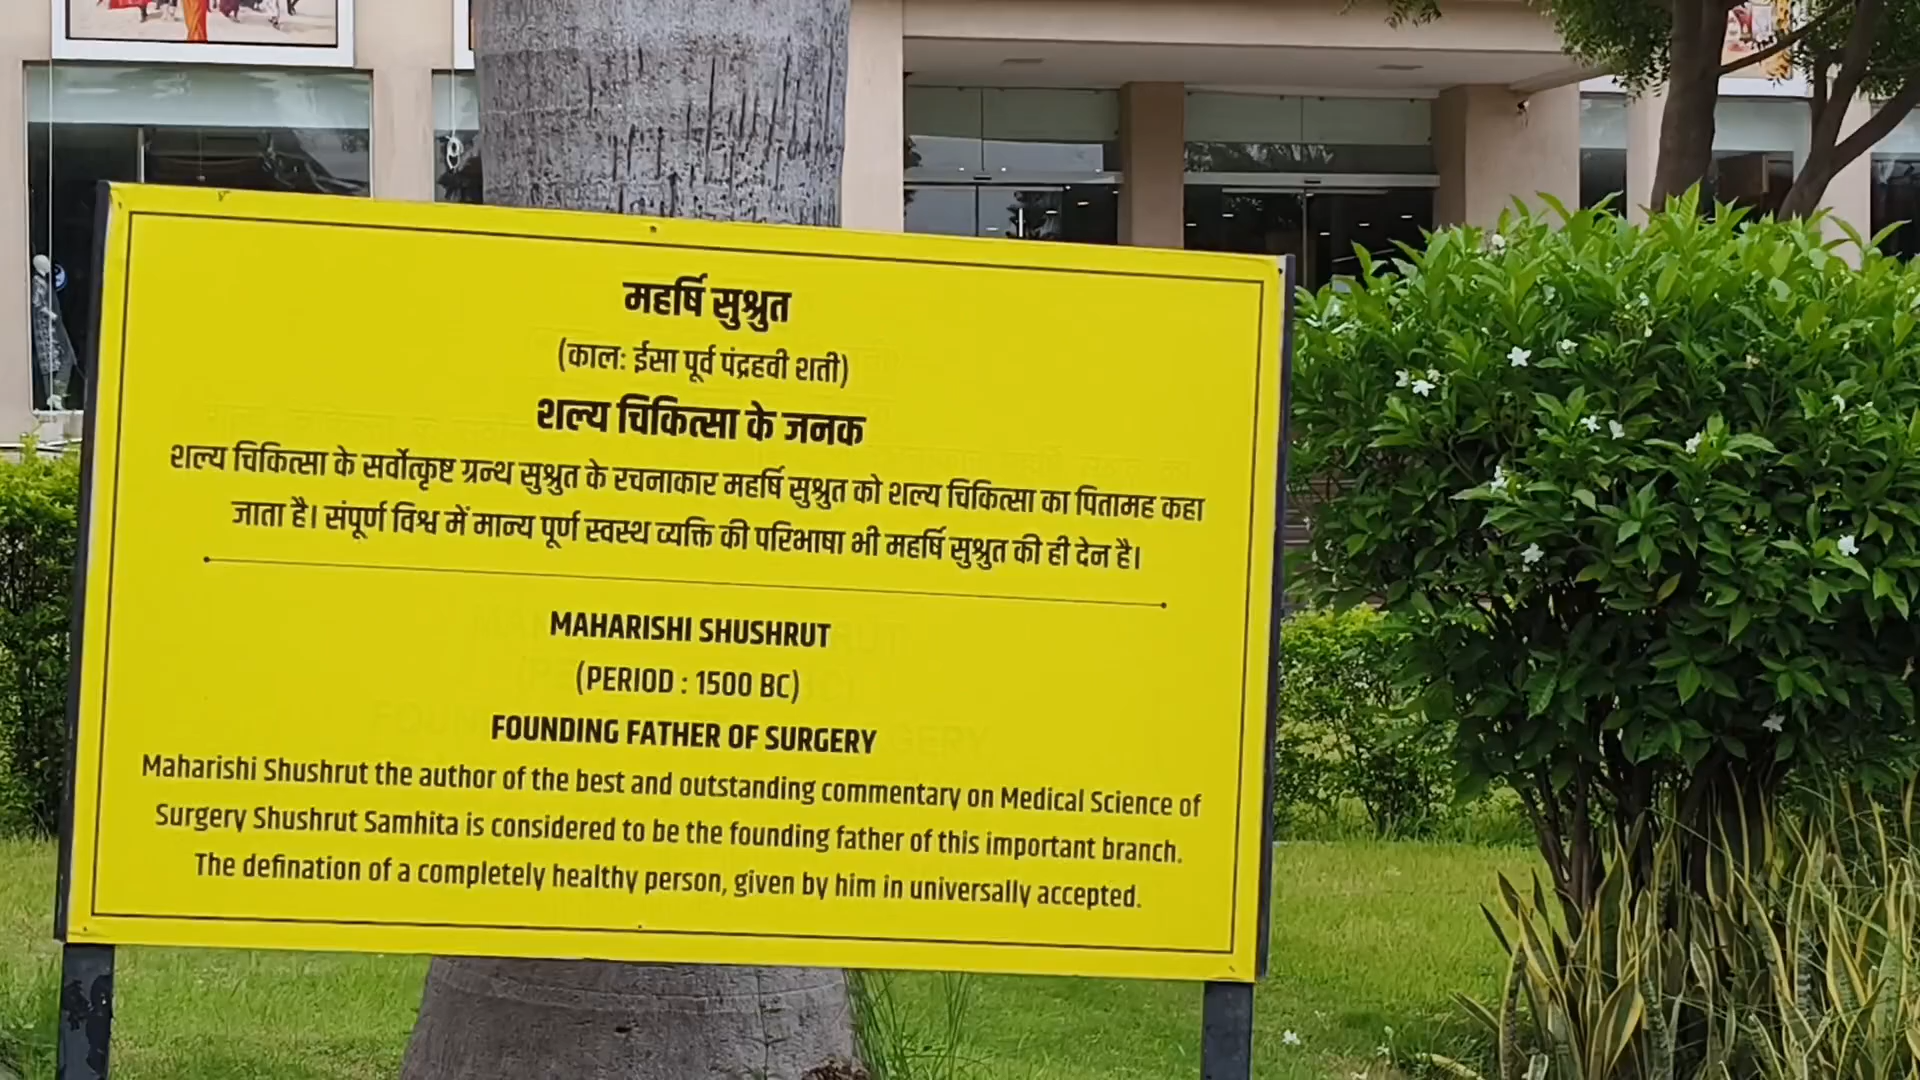 महर्षि सुश्रुत
(काल: ईसा पूर्व पंद्रहवी शती)
शल्य चिकित्सा के जनक
शल्य चिकित्सा के सर्वोत्कृष्ट ग्रन्थ सुश्रुत के रचनाकार महर्षि सुश्रुत को शल्य चिकित्सा का पितामह कहा
जाता है। संपूर्ण विश्व में मान्य पूर्ण स्वस्थ व्यक्ति की परिभाषा भी महर्षि सुश्रुत की ही देन है।
MAHARISHI SHUSHRUT
(PERIOD : 1500 BC)
FOUNDING FATHER OF SURGERY
Maharishi Shushrut the author of the best and outstanding commentary on Medical Science of
Surgery Shushrut Samhita is considered to be the founding father of this important branch.
The defination of a completely healthy person, given by him in universally accepted.